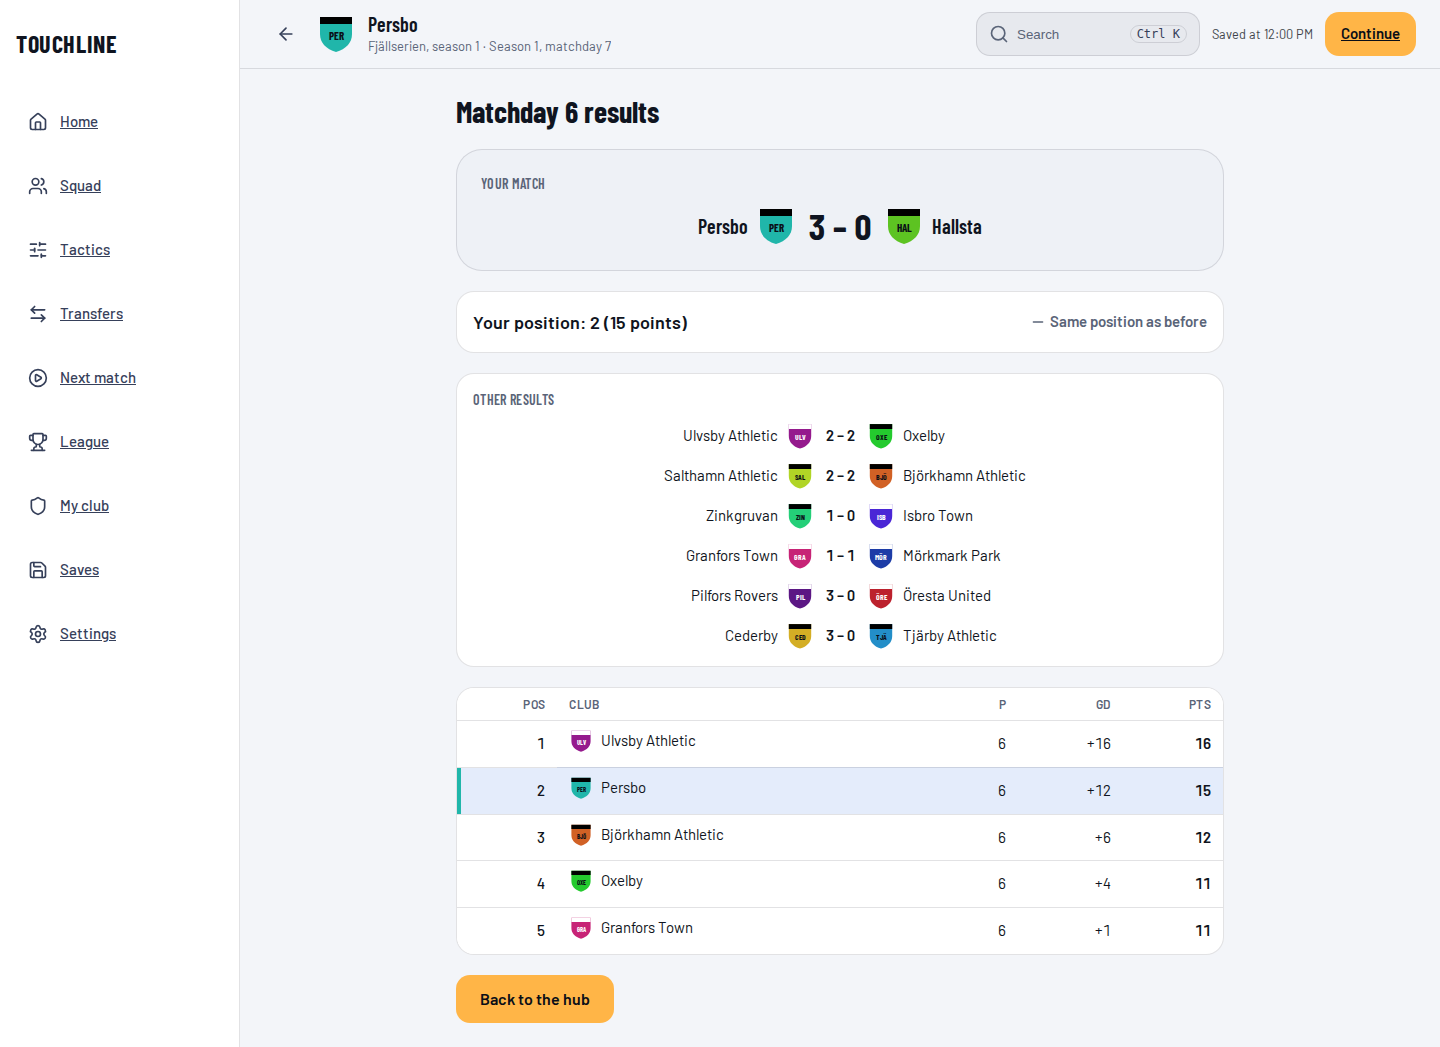 TOUCHLINE
Home
Squad
Tactics
Transfers
Next match
League
My club
Saves
Settings
PER
Persbo
Fjällserien, season 1 · Season 1, matchday 7
Search Ctrl K
Saved at 12:00 PM
Continue
Matchday 6 results
YOUR MATCH
Persbo PER 3 – 0 HAL Hallsta
Your position: 2 (15 points) — Same position as before
OTHER RESULTS
Ulvsby Athletic ULV 2 – 2 OXE Oxelby
Salthamn Athletic SAL 2 – 2 BJÖ Björkhamn Athletic
Zinkgruvan ZIN 1 – 0 ISB Isbro Town
Granfors Town GRA 1 – 1 MÖR Mörkmark Park
Pilfors Rovers PIL 3 – 0 ÖRE Öresta United
Cederby CED 3 – 0 TJÄ Tjärby Athletic
POS CLUB P GD PTS
1 ULV Ulvsby Athletic 6 +16 16
2 PER Persbo 6 +12 15
3 BJÖ Björkhamn Athletic 6 +6 12
4 OXE Oxelby 6 +4 11
5 GRA Granfors Town 6 +1 11
Back to the hub